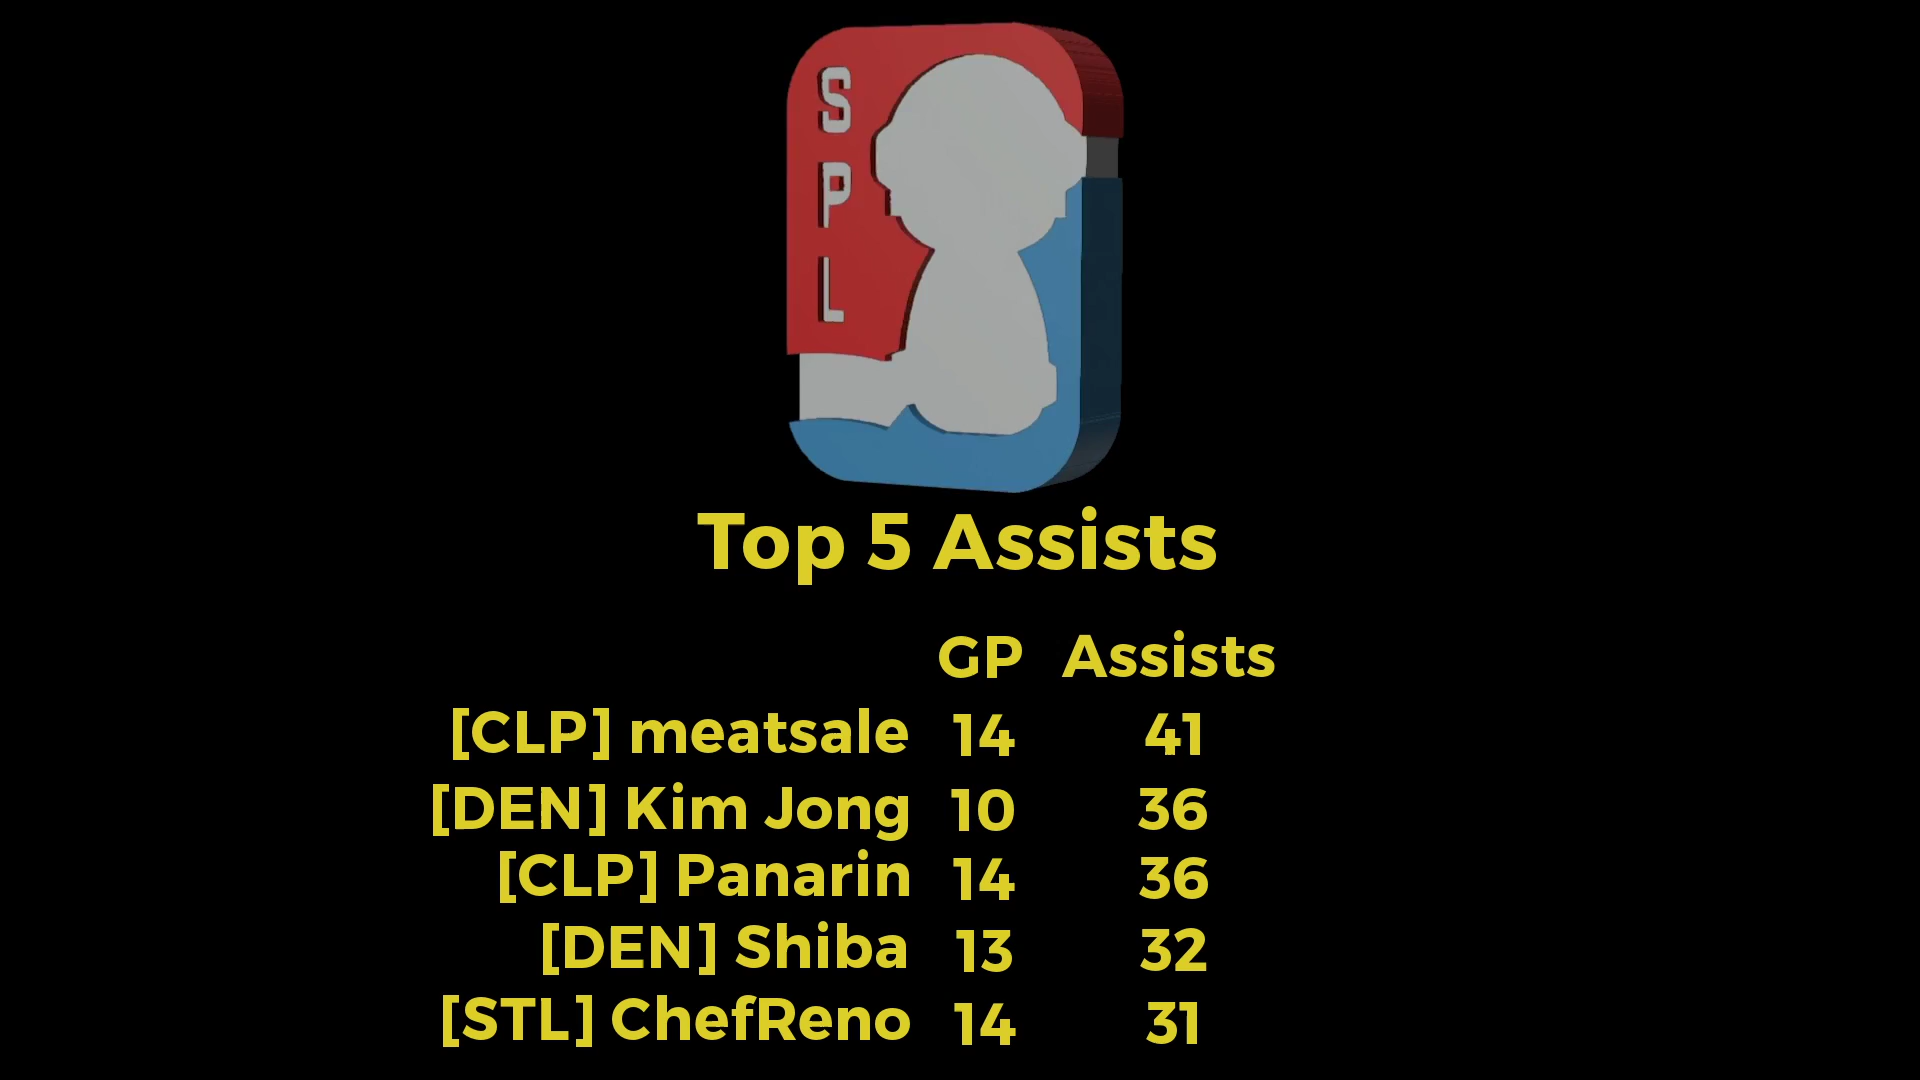 S
P
L
Top 5 Assists
GP Assists
[CLP] meatsale 14 41
[DEN] Kim Jong 10 36
[CLP] Panarin 14 36
[DEN] Shiba 13 32
[STL] ChefReno 14 31